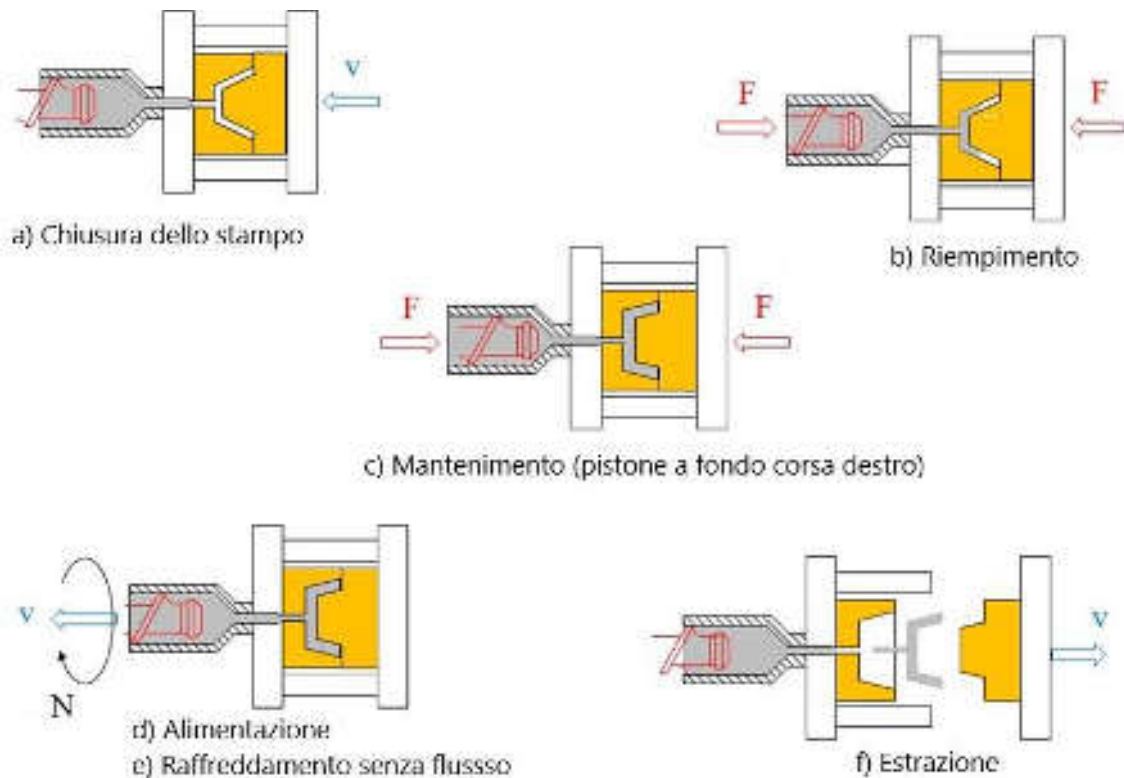 v
a) Chiusura dello stampo
F
F
b) Riempimento
F
F
c) Mantenimento (pistone a fondo corsa destro)
v
N
d) Alimentazione
e) Raffreddamento senza flussso
v
f) Estrazione